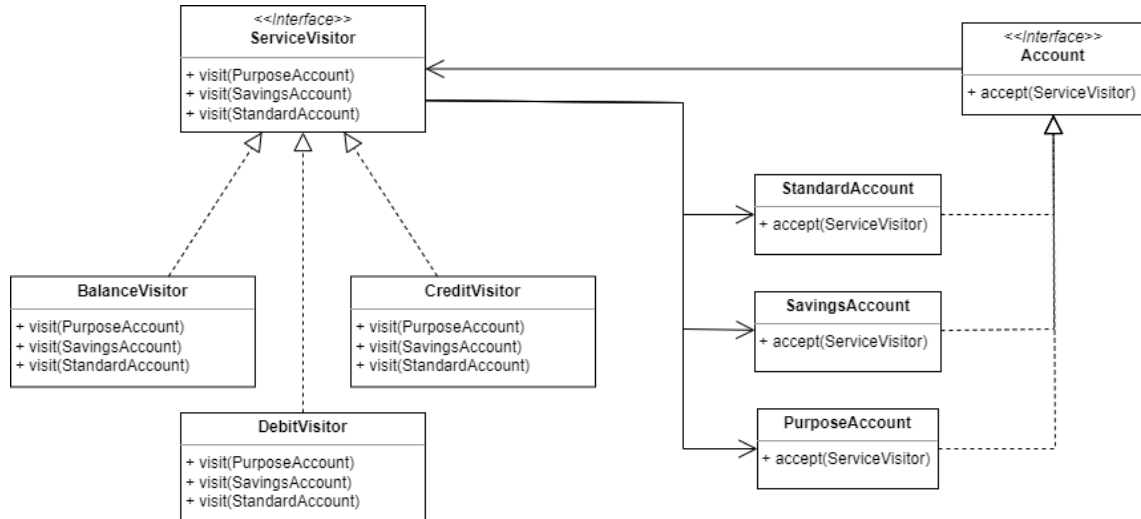 <<Interface>>
ServiceVisitor
+ visit(PurposeAccount)
+ visit(SavingsAccount)
+ visit(StandardAccount)
<<Interface>>
Account
+ accept(ServiceVisitor)
StandardAccount
+ accept(ServiceVisitor)
SavingsAccount
+ accept(ServiceVisitor)
PurposeAccount
+ accept(ServiceVisitor)
BalanceVisitor
+ visit(PurposeAccount)
+ visit(SavingsAccount)
+ visit(StandardAccount)
CreditVisitor
+ visit(PurposeAccount)
+ visit(SavingsAccount)
+ visit(StandardAccount)
DebitVisitor
+ visit(PurposeAccount)
+ visit(SavingsAccount)
+ visit(StandardAccount)